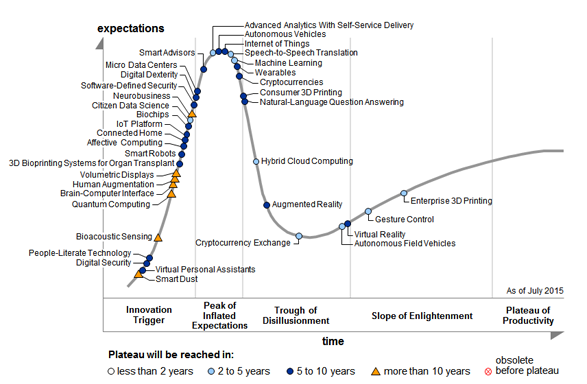 expectations
Advanced Analytics With Self-Service Delivery
Autonomous Vehicles
Internet of Things
Smart Advisors
Speech-to-Speech Translation
Machine Learning
Micro Data Centers
Wearables
Digital Dexterity
Cryptocurrencies
Software-Defined Security
Consumer 3D Printing
Neurobusiness
Natural-Language Question Answering
Citizen Data Science
Biochips
IoT Platform
Connected Home
Affective Computing
Smart Robots
3D Bioprinting Systems for Organ Transplant
Hybrid Cloud Computing
Volumetric Displays
Human Augmentation
Brain-Computer Interface
Enterprise 3D Printing
Quantum Computing
Augmented Reality
Gesture Control
Bioacoustic Sensing
Virtual Reality
Cryptocurrency Exchange
Autonomous Field Vehicles
People-Literate Technology
Digital Security
Virtual Personal Assistants
Smart Dust
As of July 2015
Innovation
Trigger
Peak of
Inflated
Expectations
Trough of
Disillusionment
Slope of Enlightenment
Plateau of
Productivity
time
Plateau will be reached in:
less than 2 years
2 to 5 years
5 to 10 years
more than 10 years
obsolete
before plateau